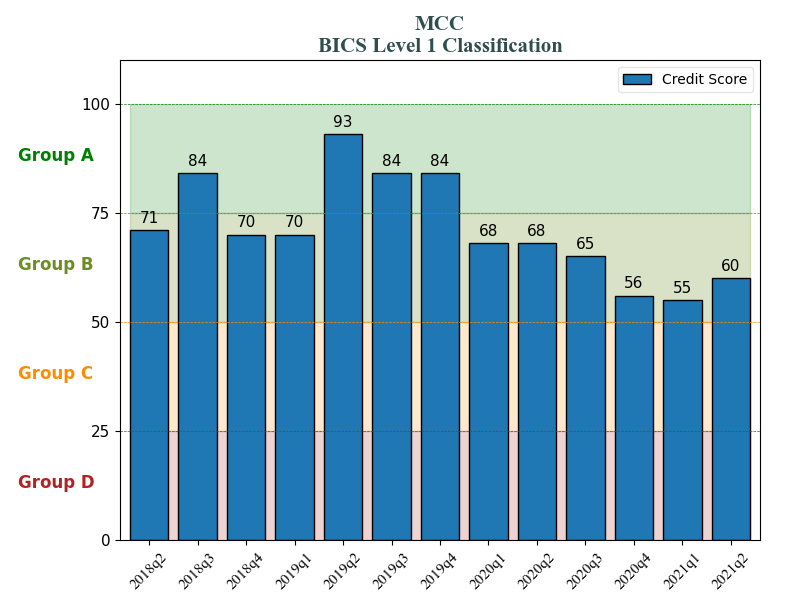 MCC
BICS Level 1 Classification
Credit Score
100
75
50
25
0
Group A
Group B
Group C
Group D
71
84
70
70
93
84
84
68
68
65
56
55
60
2018q2
2018q3
2018q4
2019q1
2019q2
2019q3
2019q4
2020q1
2020q2
2020q3
2020q4
2021q1
2021q2